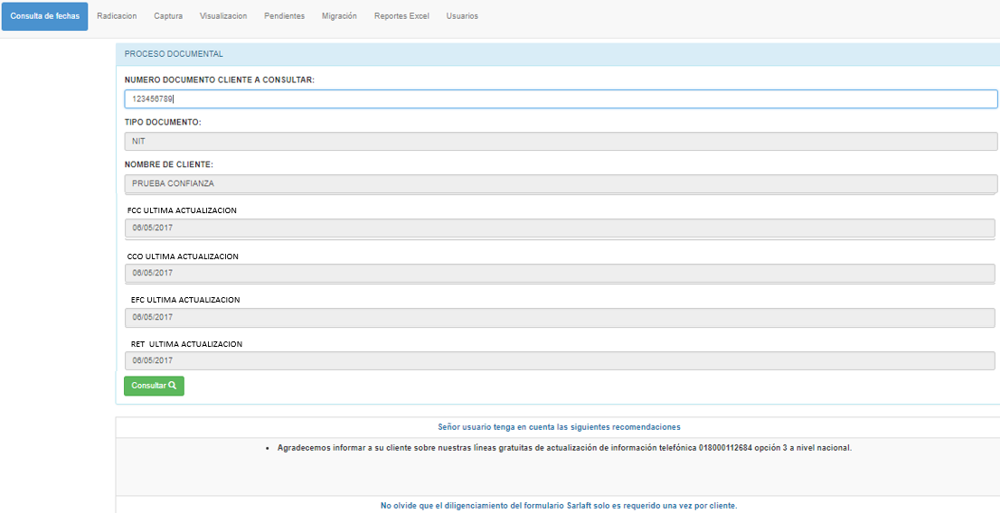 Consulta de fechas Radicacion Captura Visualizacion Pendientes Migración Reportes Excel Usuarios
PROCESO DOCUMENTAL
NUMERO DOCUMENTO CLIENTE A CONSULTAR:
123456789
TIPO DOCUMENTO:
NIT
NOMBRE DE CLIENTE:
PRUEBA CONFIANZA
FCC ULTIMA ACTUALIZACION
06/05/2017
CCO ULTIMA ACTUALIZACION
06/05/2017
EFC ULTIMA ACTUALIZACION
06/05/2017
RET ULTIMA ACTUALIZACION
06/05/2017
Consultar
Señor usuario tenga en cuenta las siguientes recomendaciones
• Agradecemos informar a su cliente sobre nuestras líneas gratuitas de actualización de información telefónica 018000112684 opción 3 a nivel nacional.
No olvide que el diligenciamiento del formulario Sarlaft solo es requerido una vez por cliente.